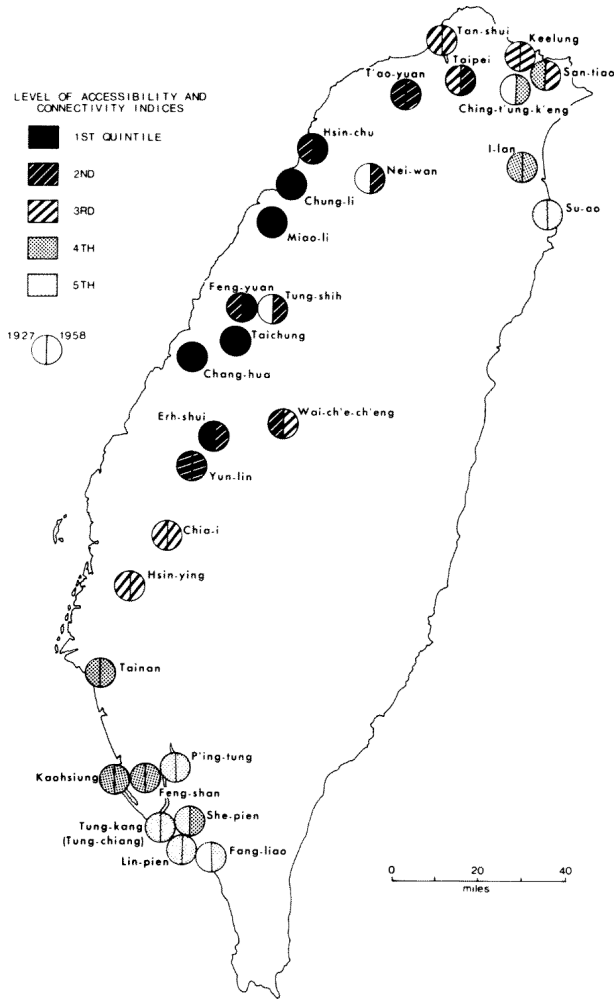 Tan-shui
Keelung
T'ao-yuan
Taipei
San-tiao
Ching-t'ung-k'eng
LEVEL OF ACCESSIBILITY AND
CONNECTIVITY INDICES
1ST QUINTILE
2ND
3RD
4TH
5TH
1927
1958
Hsin-chu
I-lan
Nei-wan
Chung-li
Su-ao
Miao-li
Feng-yuan
Tung-shih
Taichung
Chang-hua
Erh-shui
Wai-ch'e-ch'eng
Yun-lin
Chia-i
Hsin-ying
Tainan
P'ing-tung
Kaohsiung
Feng-shan
She-pien
Tung-kang
(Tung-chiang)
Lin-pien
Fang-liao
0 20 40
miles